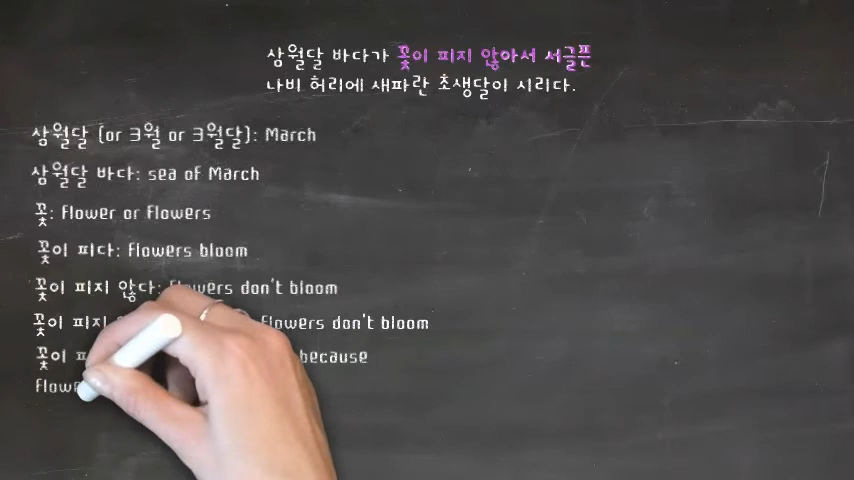 삼월달 바다가 꽃이 피지 않아서 서글픈
나비 허리에 새파란 초생달이 시리다.
삼월달 (or 3월 or 3월달): March
삼월달 바다: sea of March
꽃: flower or flowers
꽃이 피다: flowers bloom
꽃이 피지 않다: flowers don't bloom
꽃이 피지 flowers don't bloom
꽃이 because